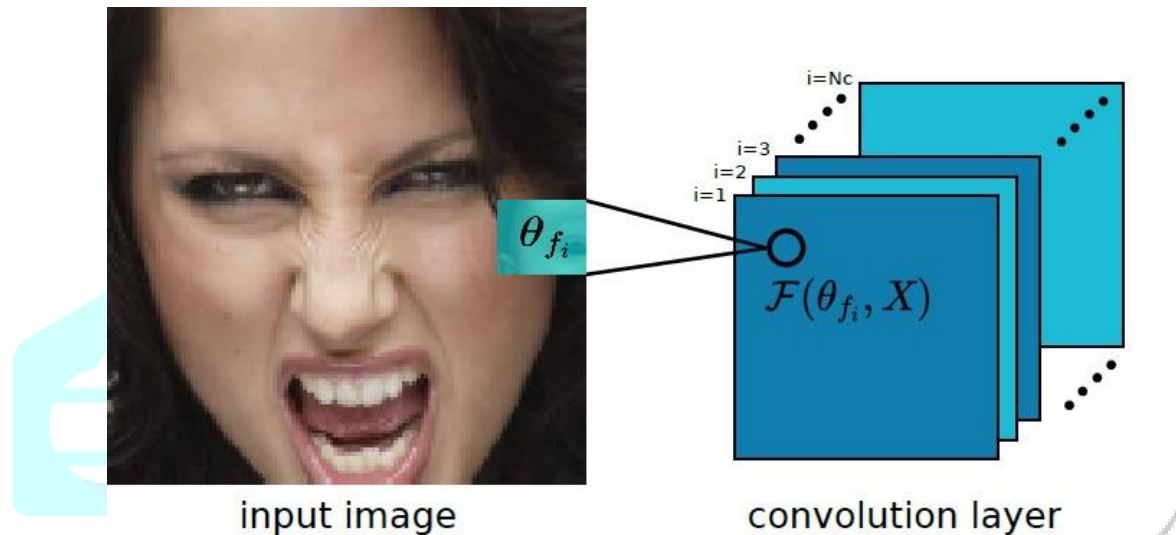 i=Nc
i=3
i=2
i=1
θ_{f_i}
ℱ(θ_{f_i}, X)
input image
convolution layer